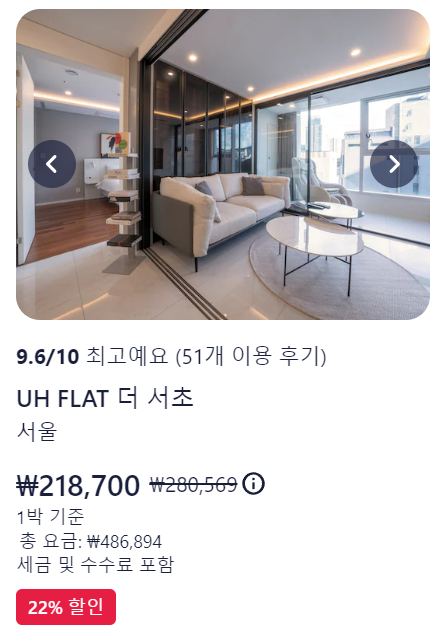 9.6/10 최고예요 (51개 이용 후기)
UH FLAT 더 서초
서울
₩218,700 ₩280,569
1박 기준
총 요금: ₩486,894
세금 및 수수료 포함
22% 할인